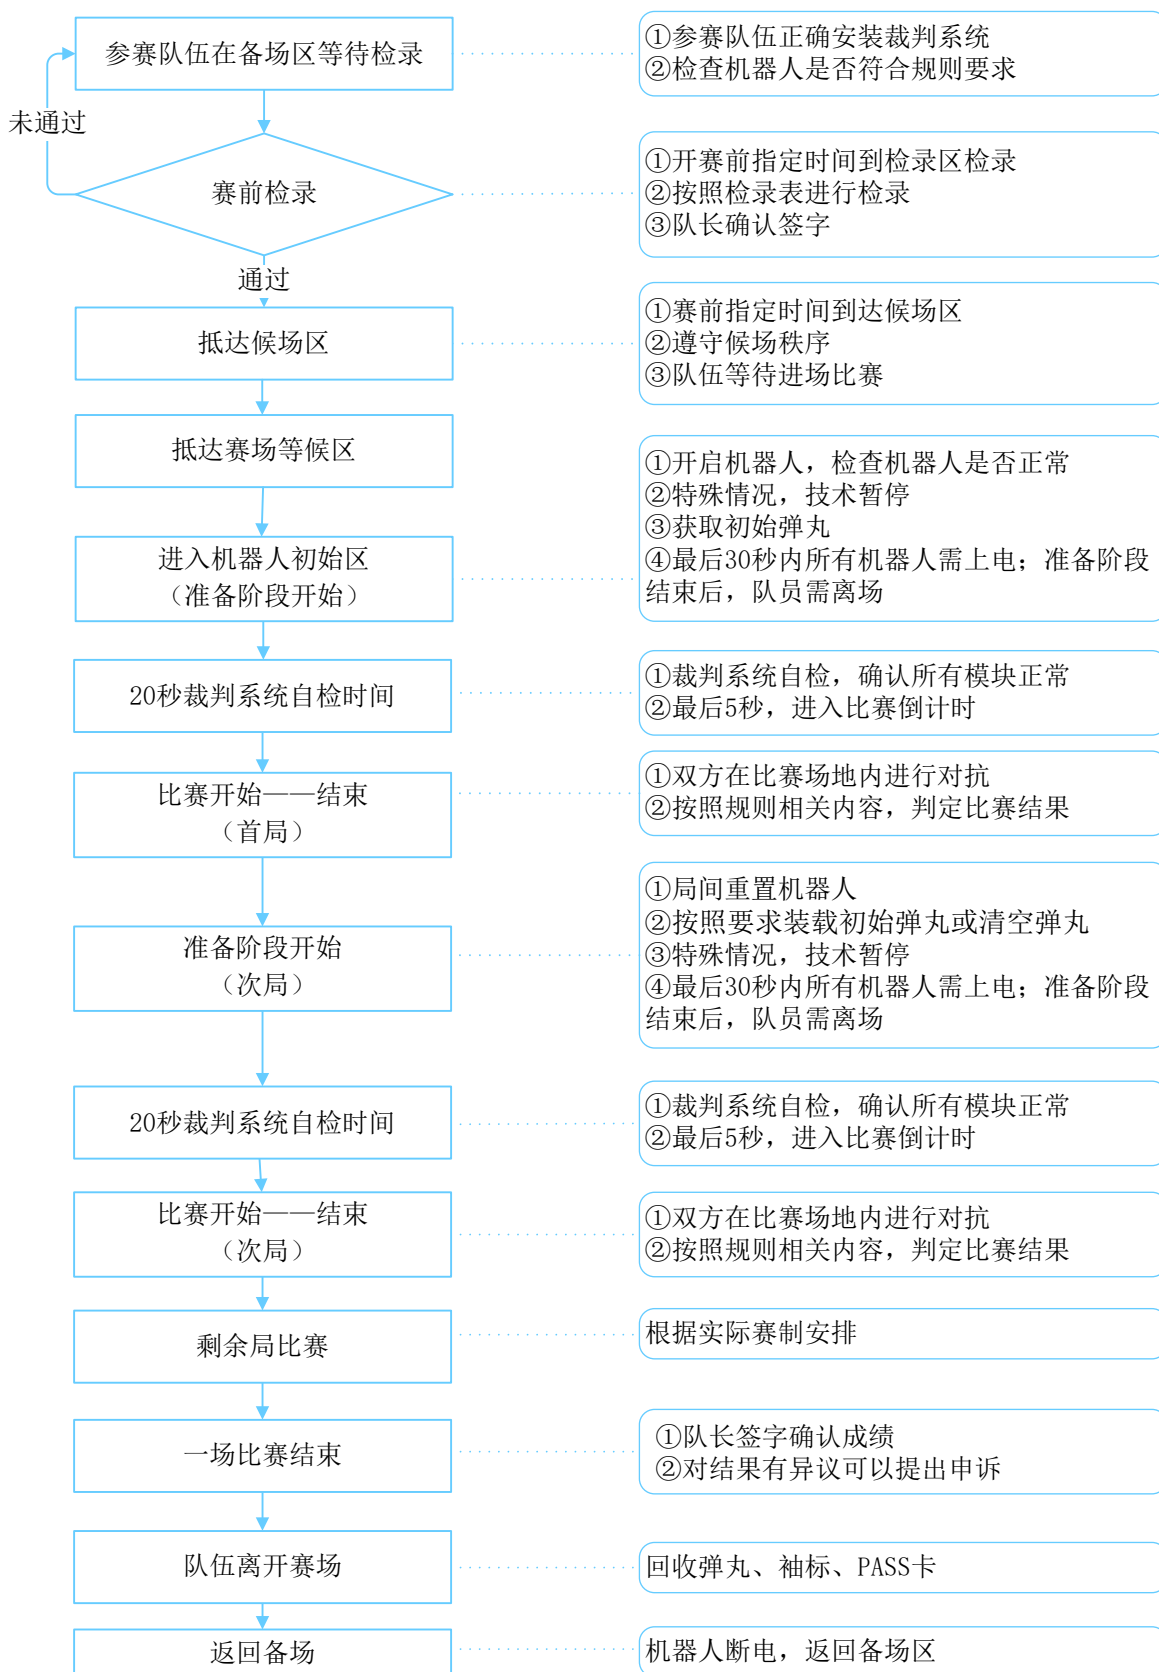 参赛队伍在备场区等待检录
①参赛队伍正确安装裁判系统
②检查机器人是否符合规则要求
未通过
赛前检录
①开赛前指定时间到检录区检录
②按照检录表进行检录
③队长确认签字
通过
抵达候场区
①赛前指定时间到达候场区
②遵守候场秩序
③队伍等待进场比赛
抵达赛场等候区
进入机器人初始区
（准备阶段开始）
①开启机器人，检查机器人是否正常
②特殊情况，技术暂停
③获取初始弹丸
④最后30秒内所有机器人需上电；准备阶段
结束后，队员需离场
20秒裁判系统自检时间
①裁判系统自检，确认所有模块正常
②最后5秒，进入比赛倒计时
比赛开始——结束
（首局）
①双方在比赛场地内进行对抗
②按照规则相关内容，判定比赛结果
准备阶段开始
（次局）
①局间重置机器人
②按照要求装载初始弹丸或清空弹丸
③特殊情况，技术暂停
④最后30秒内所有机器人需上电；准备阶段
结束后，队员需离场
20秒裁判系统自检时间
①裁判系统自检，确认所有模块正常
②最后5秒，进入比赛倒计时
比赛开始——结束
（次局）
①双方在比赛场地内进行对抗
②按照规则相关内容，判定比赛结果
剩余局比赛
根据实际赛制安排
一场比赛结束
①队长签字确认成绩
②对结果有异议可以提出申诉
队伍离开赛场
回收弹丸、袖标、PASS卡
返回备场
机器人断电，返回备场区